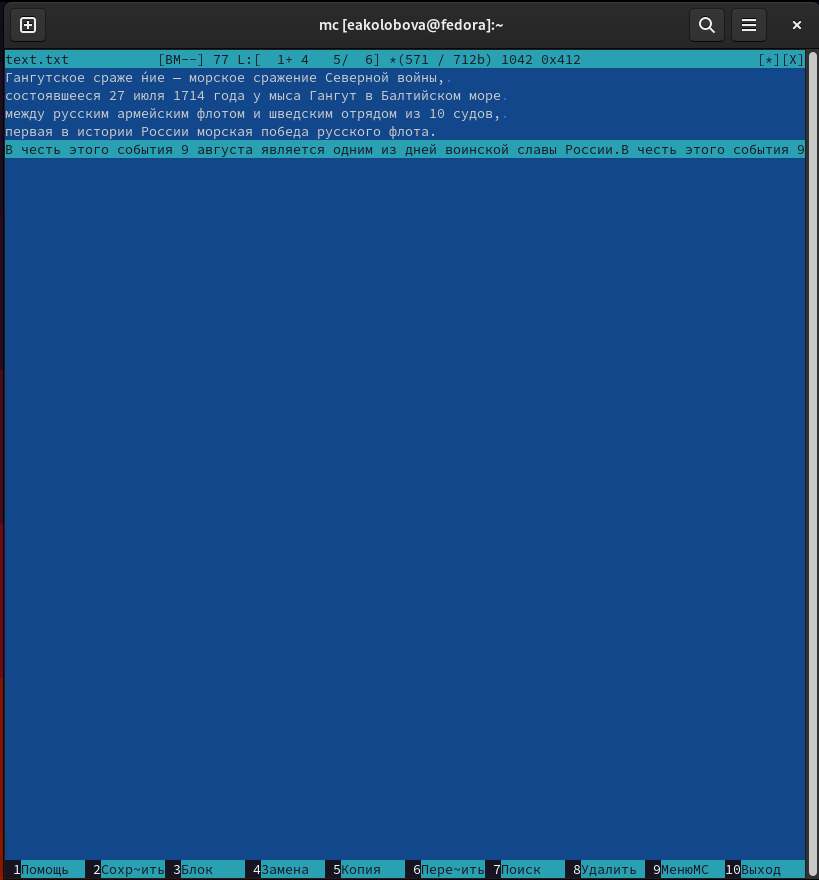 mc [eakolobova@fedora]:~
text.txt [BM--] 77 L:[ 1+ 4 5/ 6] *(571 / 712b) 1042 0x412 [*][X]
Гангутское сраже ́ние — морское сражение Северной войны,.
состоявшееся 27 июля 1714 года у мыса Гангут в Балтийском море.
между русским армейским флотом и шведским отрядом из 10 судов,.
первая в истории России морская победа русского флота.
В честь этого события 9 августа является одним из дней воинской славы России.В честь этого события 9
1Помощь 2Сохр~ить 3Блок 4Замена 5Копия 6Пере~ить 7Поиск 8Удалить 9МенюMC 10Выход